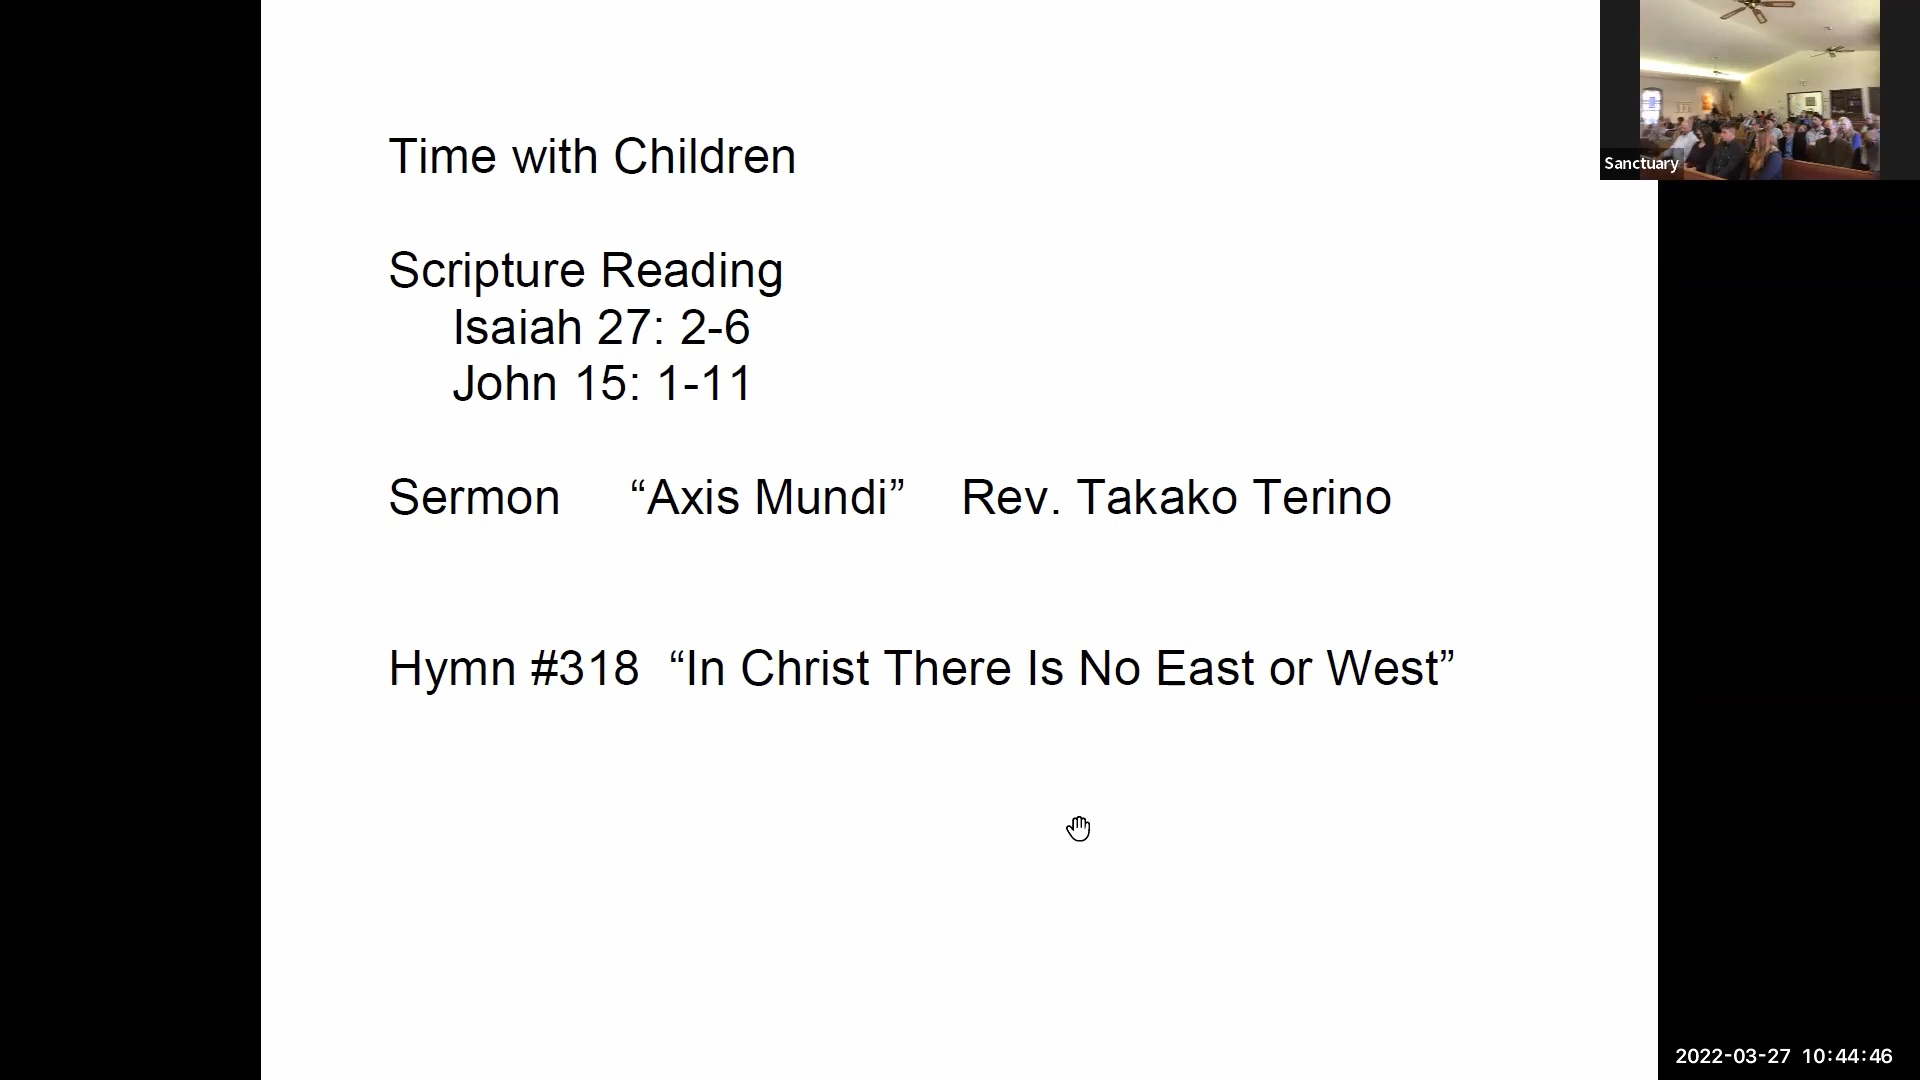 Time with Children
Scripture Reading
Isaiah 27: 2-6
John 15: 1-11
Sermon “Axis Mundi” Rev. Takako Terino
Hymn #318 “In Christ There Is No East or West”
Sanctuary
2022-03-27 10:44:46